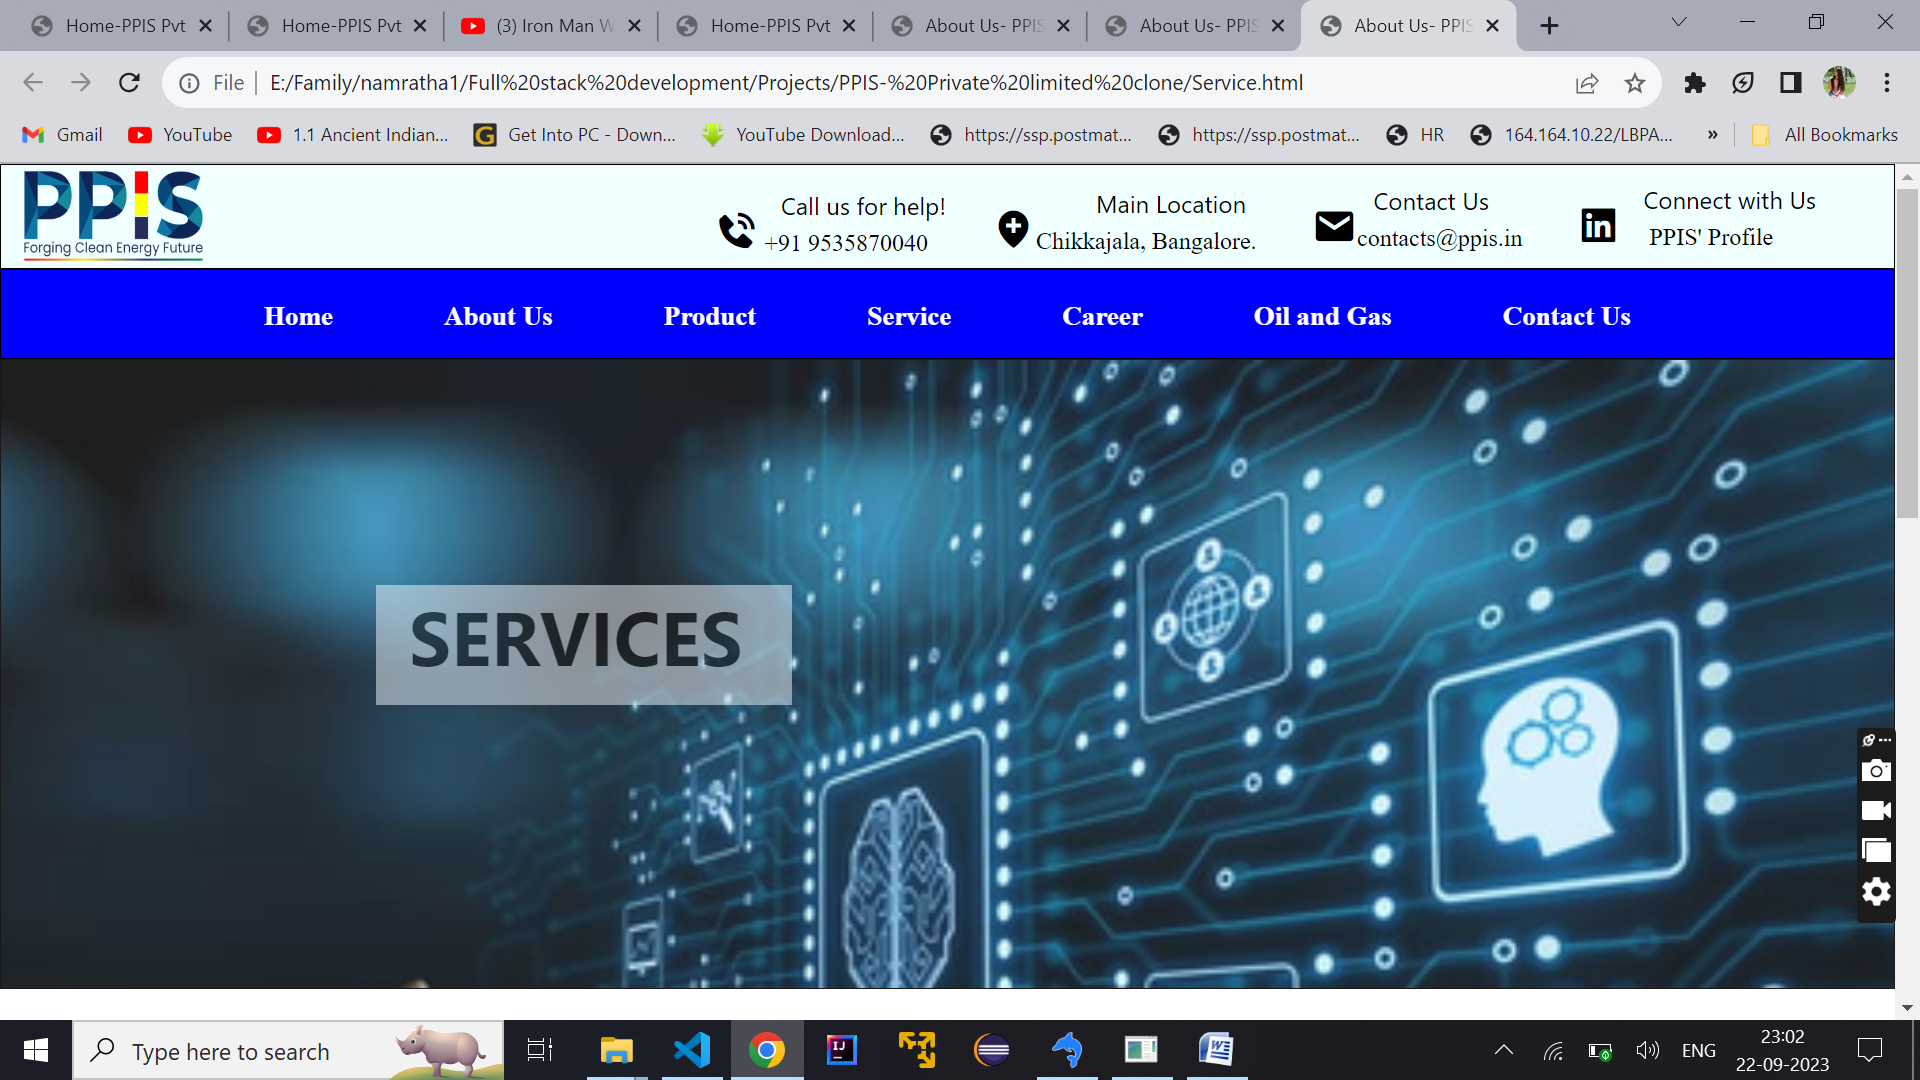 Home-PPIS Pvt
Home-PPIS Pvt
(3) Iron Man W
Home-PPIS Pvt
About Us- PPIS
About Us- PPIS
About Us- PPIS
File
E:/Family/namratha1/Full%20stack%20development/Projects/PPIS-%20Private%20limited%20clone/Service.html
Gmail
YouTube
1.1 Ancient Indian...
Get Into PC - Down...
YouTube Download...
https://ssp.postmat...
https://ssp.postmat...
HR
164.164.10.22/LBPA...
»
All Bookmarks
PPIS
Forging Clean Energy Future
Call us for help!
+91 9535870040
Main Location
Chikkajala, Bangalore.
Contact Us
contacts@ppis.in
in
Connect with Us
PPIS' Profile
Home
About Us
Product
Service
Career
Oil and Gas
Contact Us
SERVICES
Type here to search
IJ
W
ENG
23:02
22-09-2023